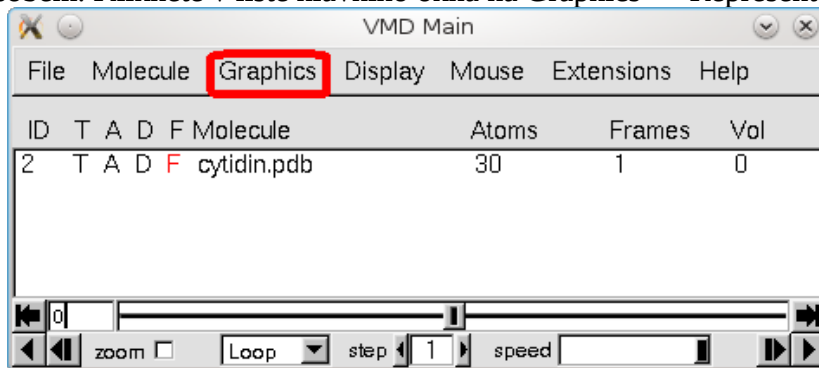 VMD Main
File Molecule Graphics Display Mouse Extensions Help
ID T A D F Molecule Atoms Frames Vol
2 T A D F cytidin.pdb 30 1 0
0
zoom Loop step 1 speed